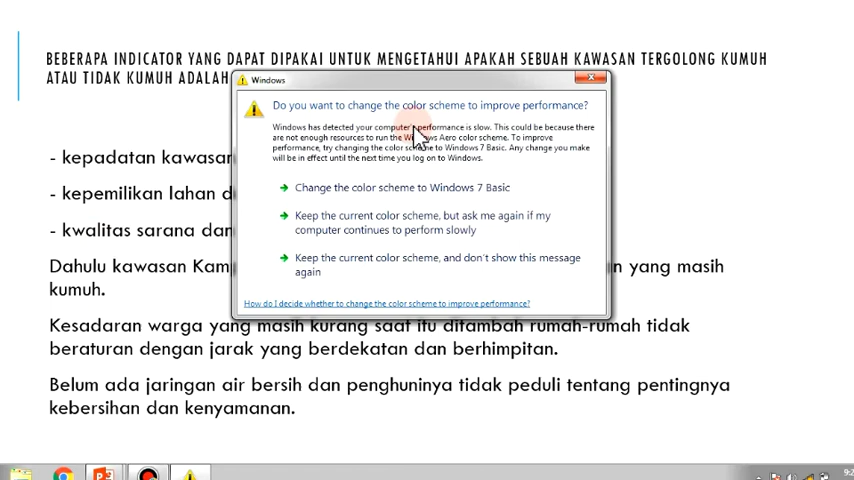 BEBERAPA INDICATOR YANG DAPAT DIPAKAI UNTUK MENGETAHUI APAKAH SEBUAH KAWASAN TERGOLONG KUMUH
ATAU TIDAK KUMUH ADALAH
Windows
Do you want to change the color scheme to improve performance?
Windows has detected your computer's performance is slow. This could be because there
are not enough resources to run the Windows Aero color scheme. To improve
performance, try changing the color scheme to Windows 7 Basic. Any change you make
will be in effect until the next time you log on to Windows.
Change the color scheme to Windows 7 Basic
Keep the current color scheme, but ask me again if my
computer continues to perform slowly
Keep the current color scheme, and don't show this message
again
How do I decide whether to change the color scheme to improve performance?
- kepadatan kawasan
- kepemilikan lahan
- kwalitas sarana dan
Dahulu kawasan yang masih
kumuh.
Kesadaran warga yang masih kurang saat itu ditambah rumah-rumah tidak
beraturan dengan jarak yang berdekatan dan berhimpitan.
Belum ada jaringan air bersih dan penghuninya tidak peduli tentang pentingnya
kebersihan dan kenyamanan.